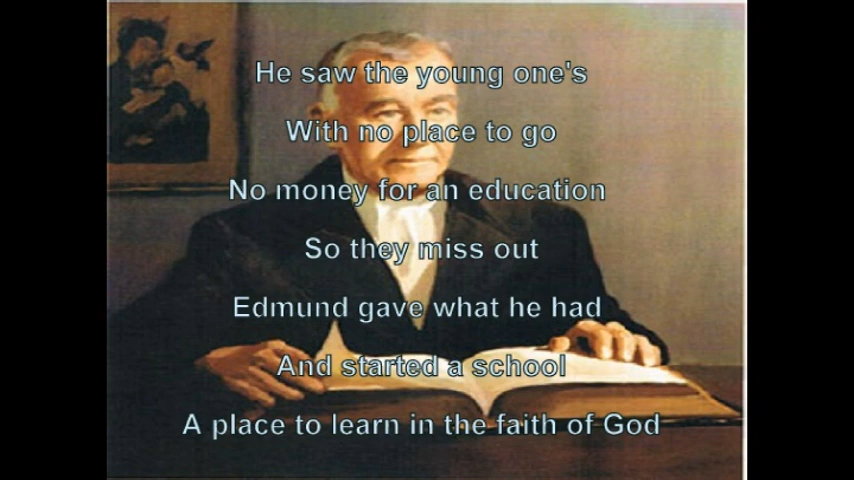 He saw the young one's
With no place to go
No money for an education
So they miss out
Edmund gave what he had
And started a school
A place to learn in the faith of God